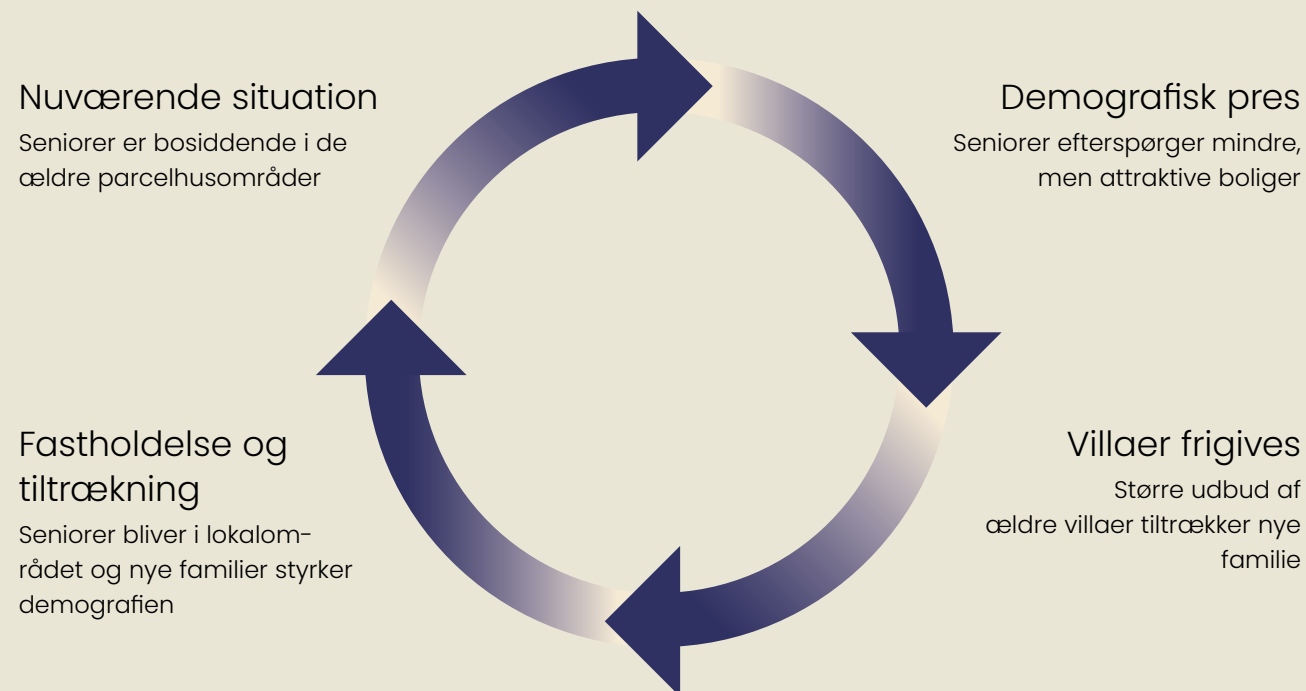 Nuværende situation
Seniorer er bosiddende i de
ældre parcelhusområder
Demografisk pres
Seniorer efterspørger mindre,
men attraktive boliger
Villaer frigives
Større udbud af
ældre villaer tiltrækker nye
familie
Fastholdelse og
tiltrækning
Seniorer bliver i lokalom-
rådet og nye familier styrker
demografien